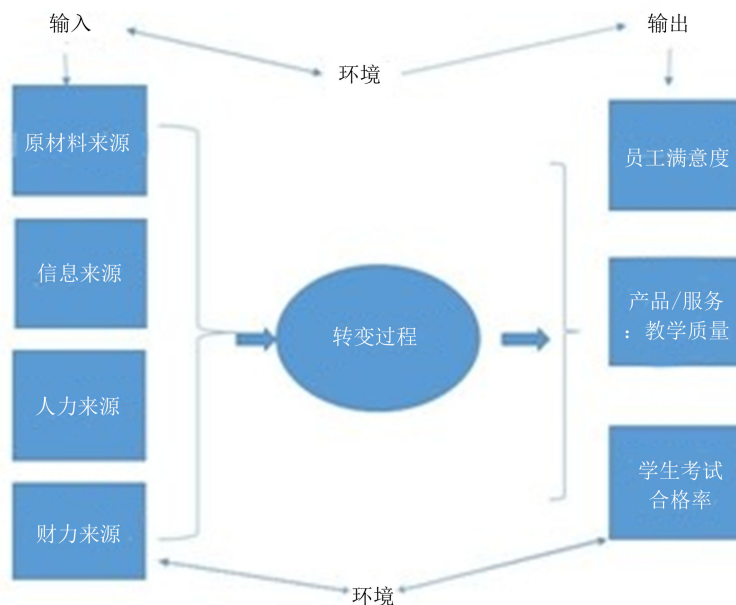 输入
输出
环境
原材料来源
员工满意度
信息来源
产品/服务
：教学质量
转变过程
人力来源
学生考试
合格率
财力来源
环境